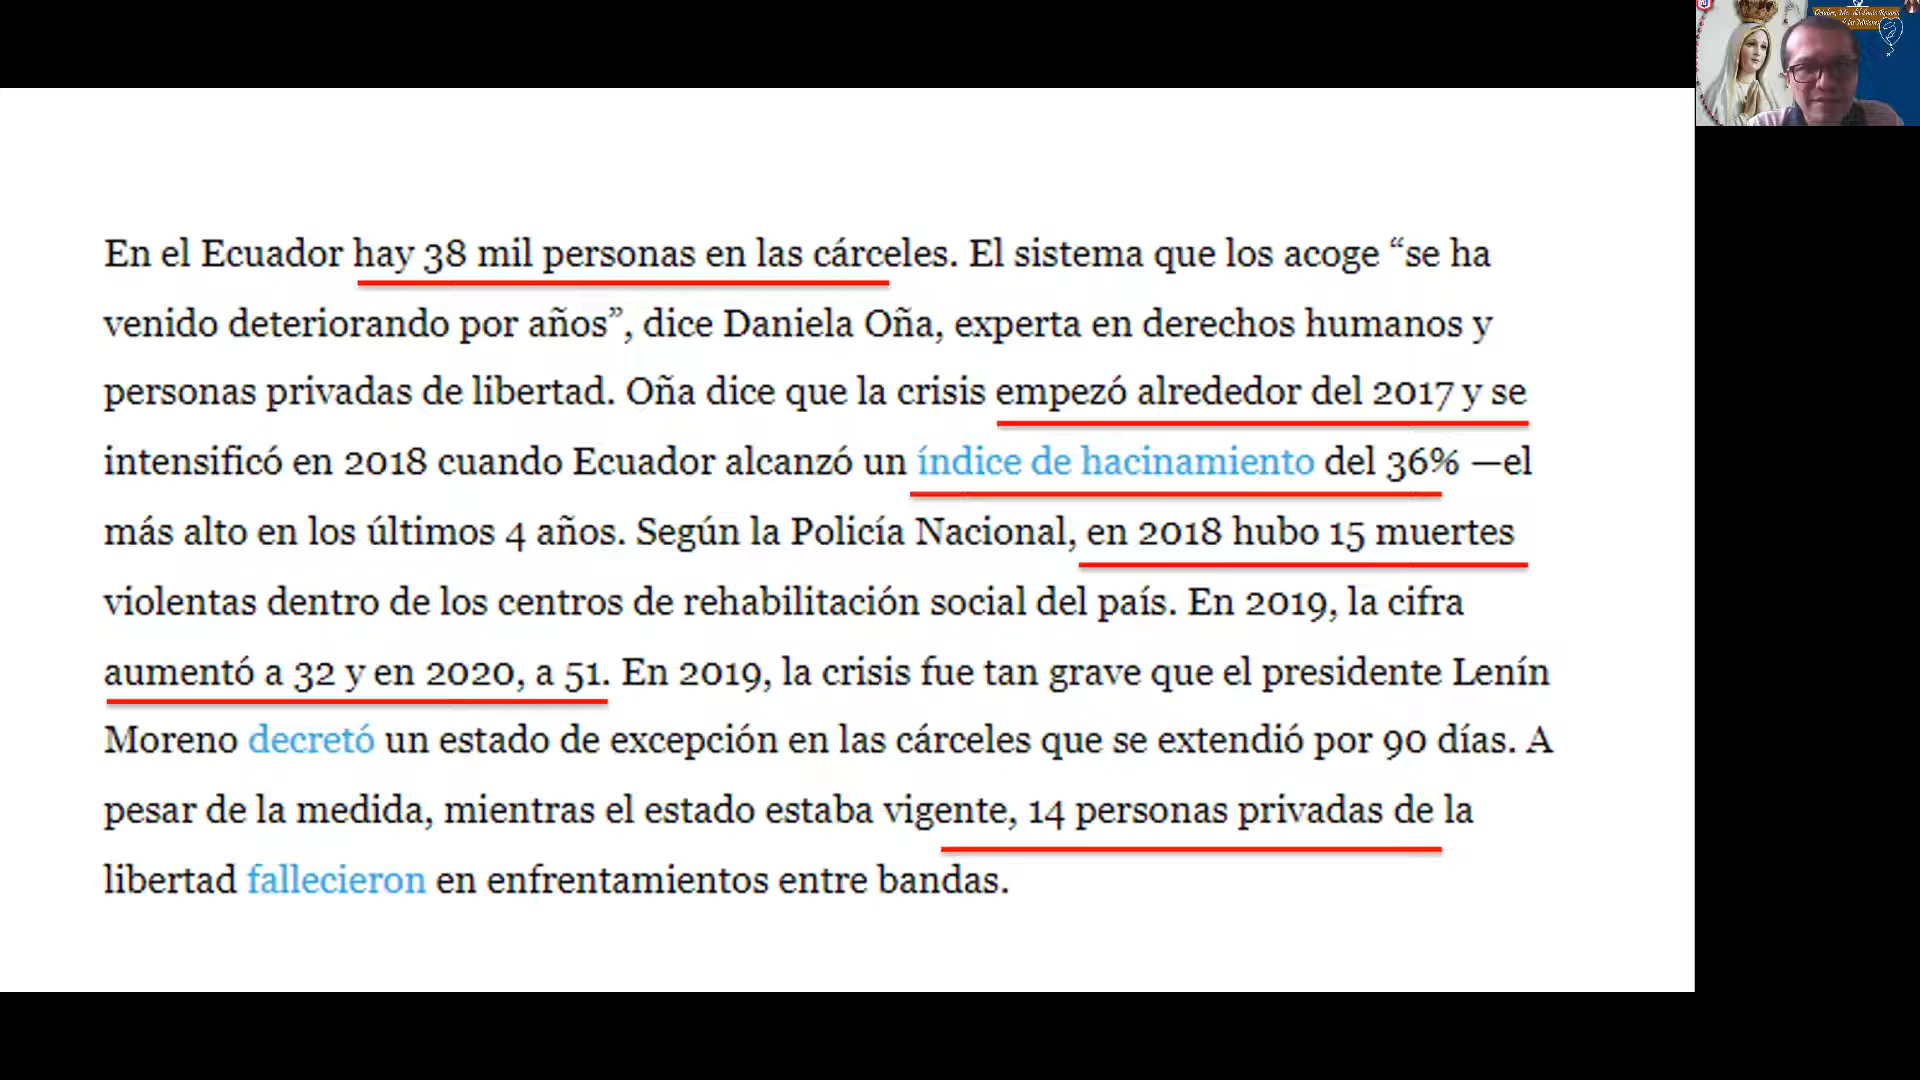 En el Ecuador hay 38 mil personas en las cárceles. El sistema que los acoge “se ha
venido deteriorando por años”, dice Daniela Oña, experta en derechos humanos y
personas privadas de libertad. Oña dice que la crisis empezó alrededor del 2017 y se
intensificó en 2018 cuando Ecuador alcanzó un índice de hacinamiento del 36% —el
más alto en los últimos 4 años. Según la Policía Nacional, en 2018 hubo 15 muertes
violentas dentro de los centros de rehabilitación social del país. En 2019, la cifra
aumentó a 32 y en 2020, a 51. En 2019, la crisis fue tan grave que el presidente Lenín
Moreno decretó un estado de excepción en las cárceles que se extendió por 90 días. A
pesar de la medida, mientras el estado estaba vigente, 14 personas privadas de la
libertad fallecieron en enfrentamientos entre bandas.